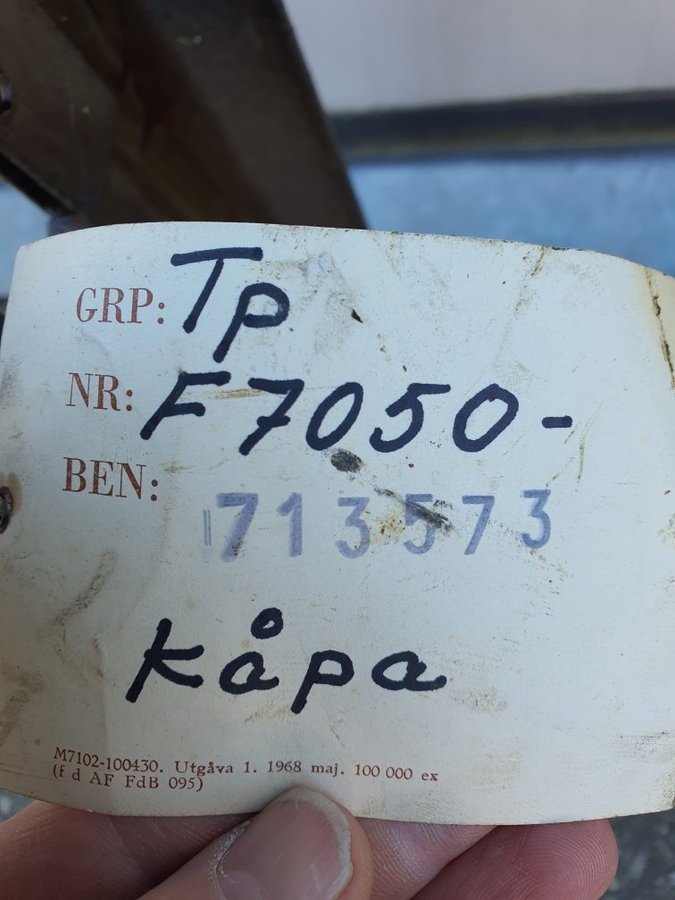 GRP: Tp
NR: F7050-
BEN: 713573
kåpa
M7102-100430. Utgåva 1. 1968 maj. 100 000 ex
(f d AF FdB 095)